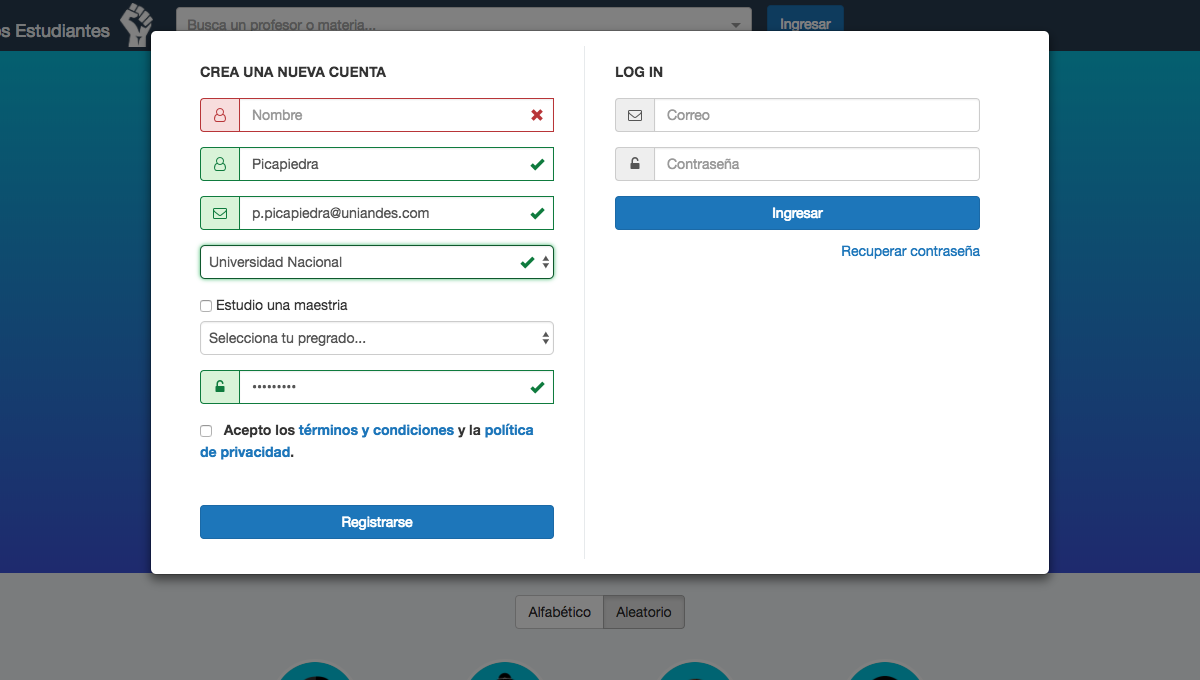 s Estudiantes
Busca un profesor o materia...
Ingresar
CREA UNA NUEVA CUENTA
Nombre
Picapiedra
p.picapiedra@uniandes.com
Universidad Nacional
Estudio una maestria
Selecciona tu pregrado...
•••••••••
Acepto los términos y condiciones y la política
de privacidad.
Registrarse
LOG IN
Correo
Contraseña
Ingresar
Recuperar contraseña
Alfabético
Aleatorio